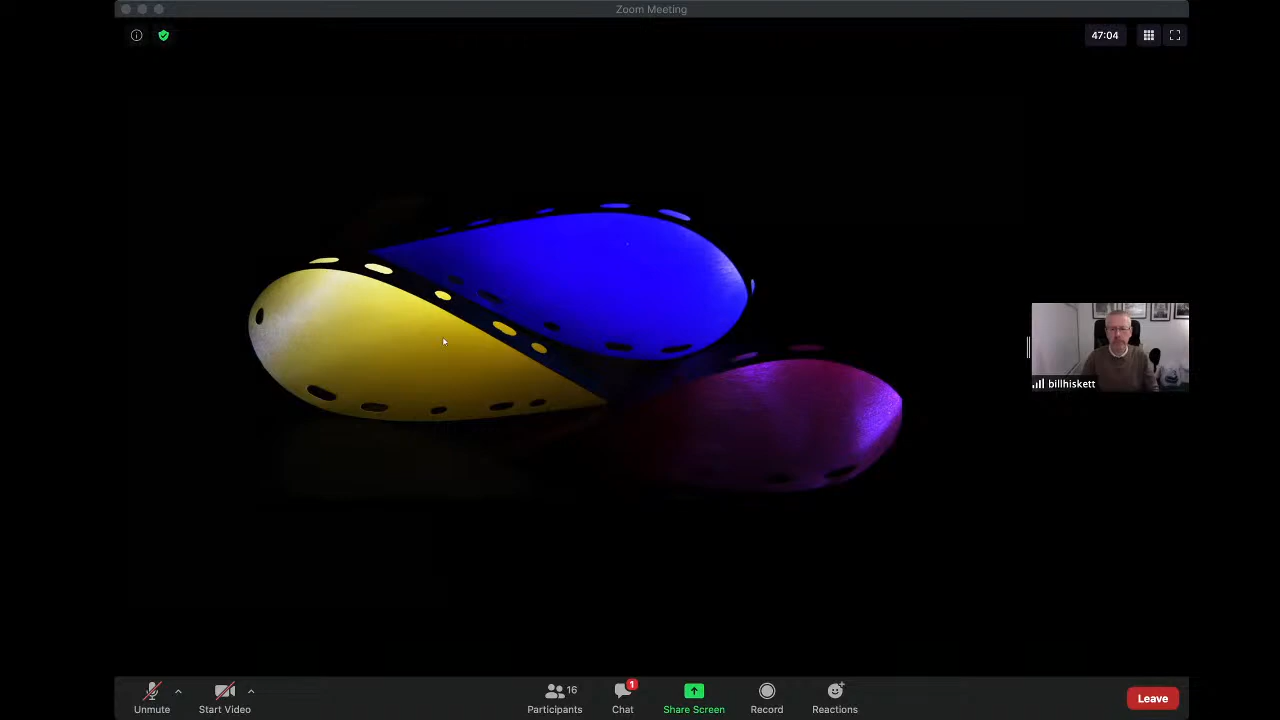 Zoom Meeting
47:04
billhiskett
16
1
Unmute
Start Video
Participants
Chat
Share Screen
Record
Reactions
Leave